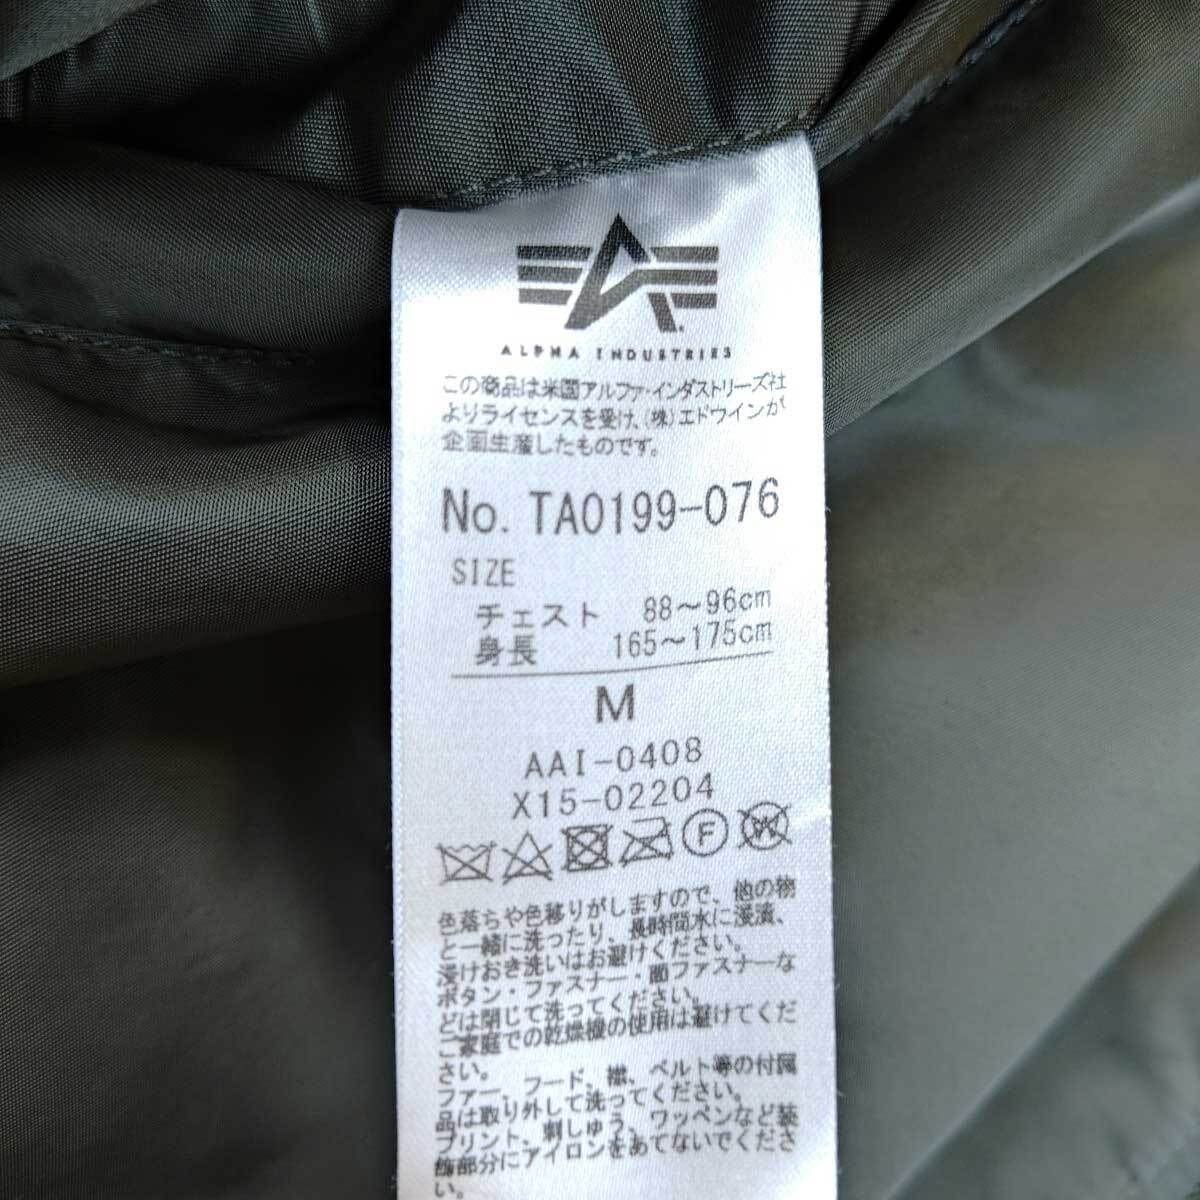 ALPHA INDUSTRIES
この商品は米国アルファ・インダストリーズ社
よりライセンスを受け、(株)エドウインが
企画生産したものです。
No. TA0199-076
SIZE
チェスト 88～96cm
身長 165～175cm
M
AAI-0408
X15-02204
F W
色落ちや色移りがしますので、他の物
と一緒に洗ったり、長時間水に浸漬、
浸けおき洗いはお避けください。
ボタン・ファスナー・面ファスナーな
どは閉じて洗ってください。
ご家庭での乾燥機の使用は避けてくだ
さい。
ファー、フード、襟、ベルト等の付属
品は取り外して洗ってください。
プリント、刺しゅう、ワッペンなど装
飾部分にアイロンをあてないでくださ
い。